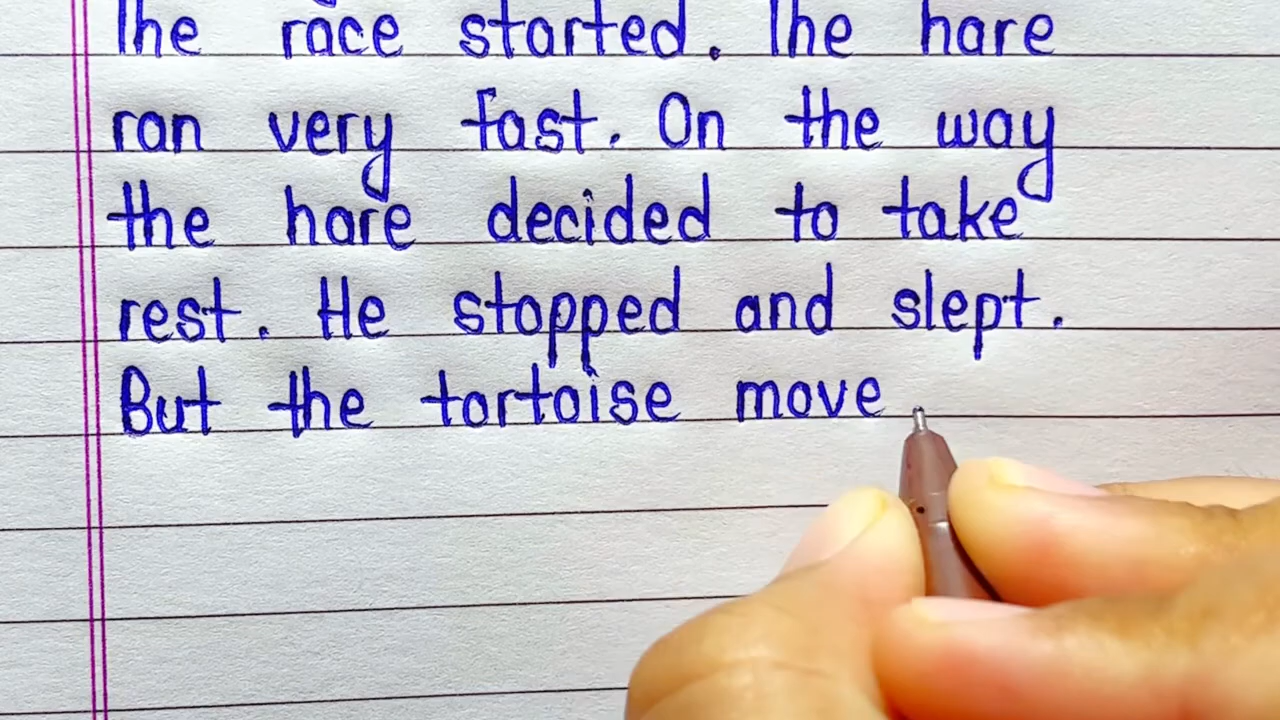 The race started. The hare
ran very fast. On the way
the hare decided to take
rest. He stopped and slept.
But the tortoise move